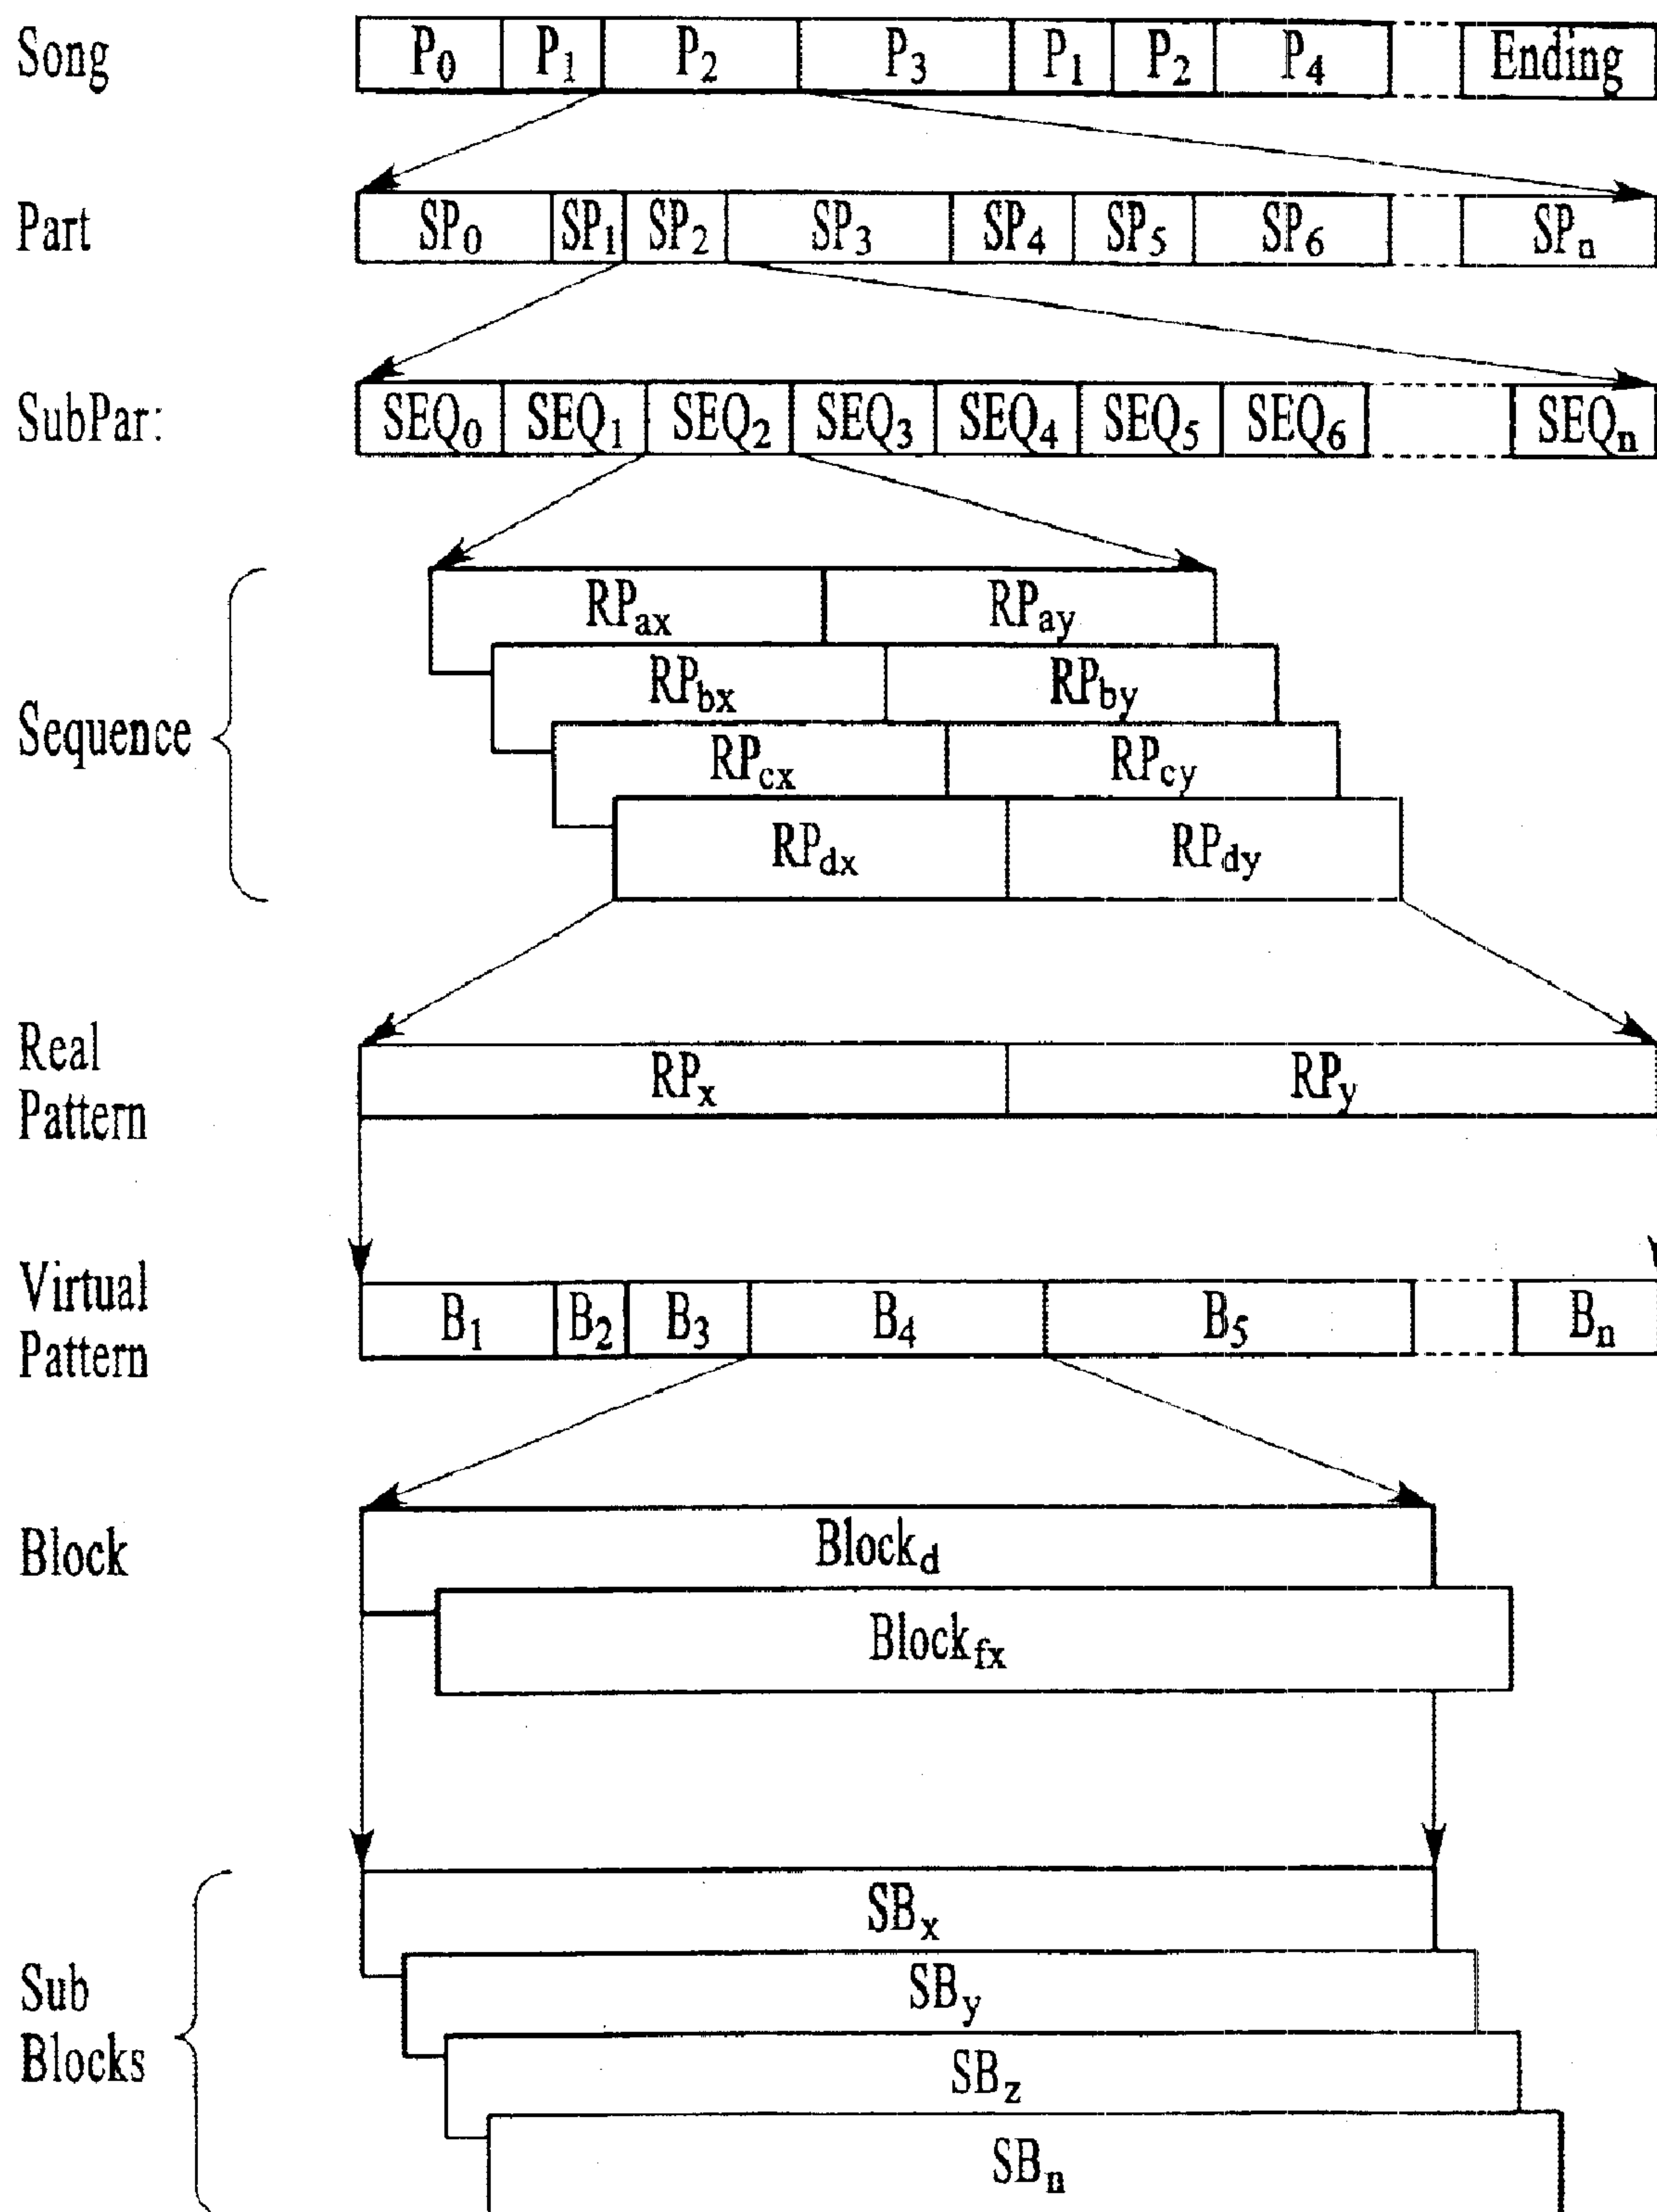 Song P₀ P₁ P₂ P₃ P₁ P₂ P₄ Ending
Part SP₀ SP₁ SP₂ SP₃ SP₄ SP₅ SP₆ SPₙ
SubPar: SEQ₀ SEQ₁ SEQ₂ SEQ₃ SEQ₄ SEQ₅ SEQ₆ SEQₙ
RPax RPay
RPbx RPby
Sequence
RPcx RPcy
RPdx RPdy
Real
Pattern
RPx RPy
Virtual
Pattern
B₁ B₂ B₃ B₄ B₅ Bₙ
Block
Blockd
Blockfx
SBx
Sub
Blocks
SBy
SBz
SBn